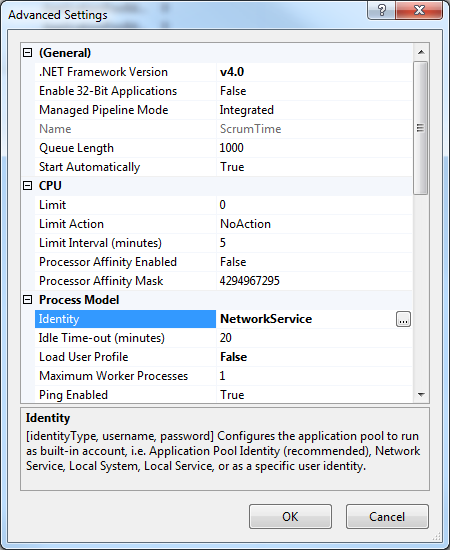 Advanced Settings
(General)
.NET Framework Version v4.0
Enable 32-Bit Applications False
Managed Pipeline Mode Integrated
Name ScrumTime
Queue Length 1000
Start Automatically True
CPU
Limit 0
Limit Action NoAction
Limit Interval (minutes) 5
Processor Affinity Enabled False
Processor Affinity Mask 4294967295
Process Model
Identity NetworkService ...
Idle Time-out (minutes) 20
Load User Profile False
Maximum Worker Processes 1
Ping Enabled True
Identity
[identityType, username, password] Configures the application pool to run
as built-in account, i.e. Application Pool Identity (recommended), Network
Service, Local System, Local Service, or as a specific user identity.
OK Cancel